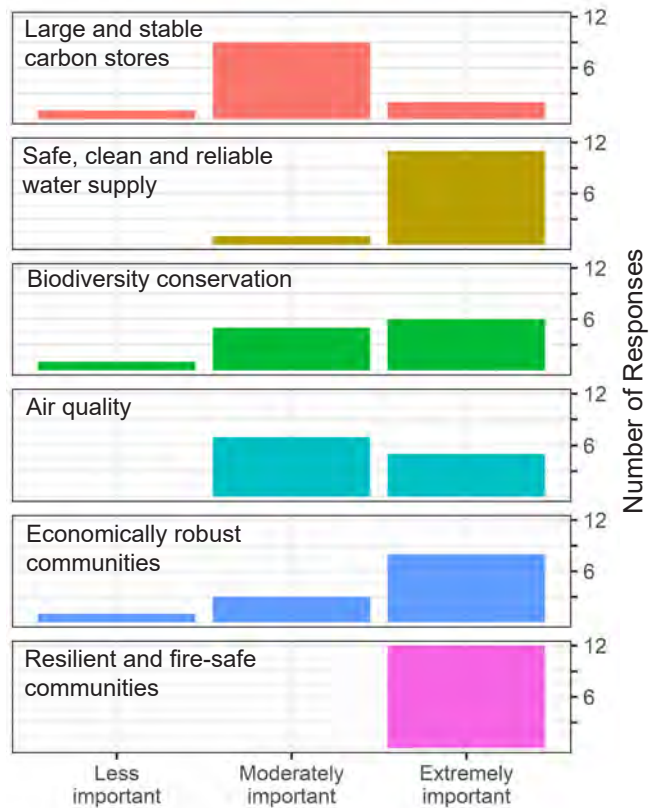 Large and stable
carbon stores
12
6
Safe, clean and reliable
water supply
12
6
Biodiversity conservation
12
6
Air quality
12
6
Economically robust
communities
12
6
Resilient and fire-safe
communities
12
6
Number of Responses
Less
important
Moderately
important
Extremely
important